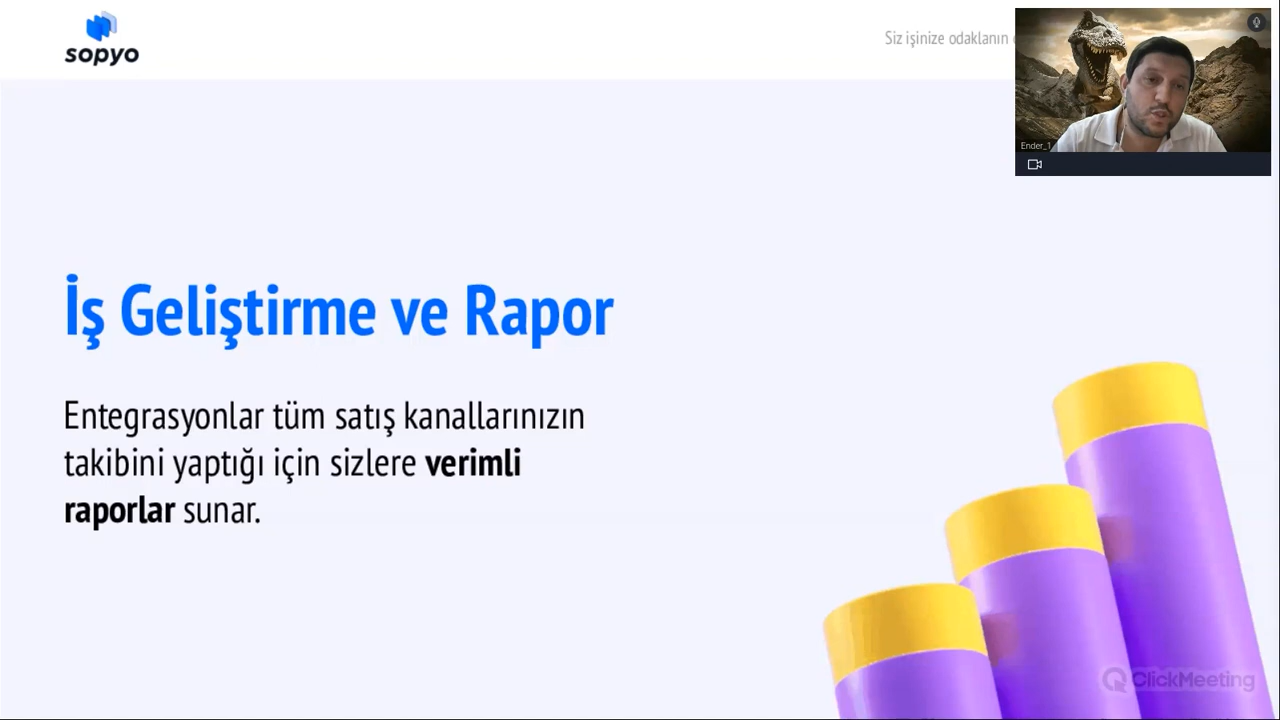 sopyo
Siz işinize odaklanın
Ender_1
İş Geliştirme ve Rapor
Entegrasyonlar tüm satış kanallarınızın
takibini yaptığı için sizlere verimli
raporlar sunar.
ClickMeeting